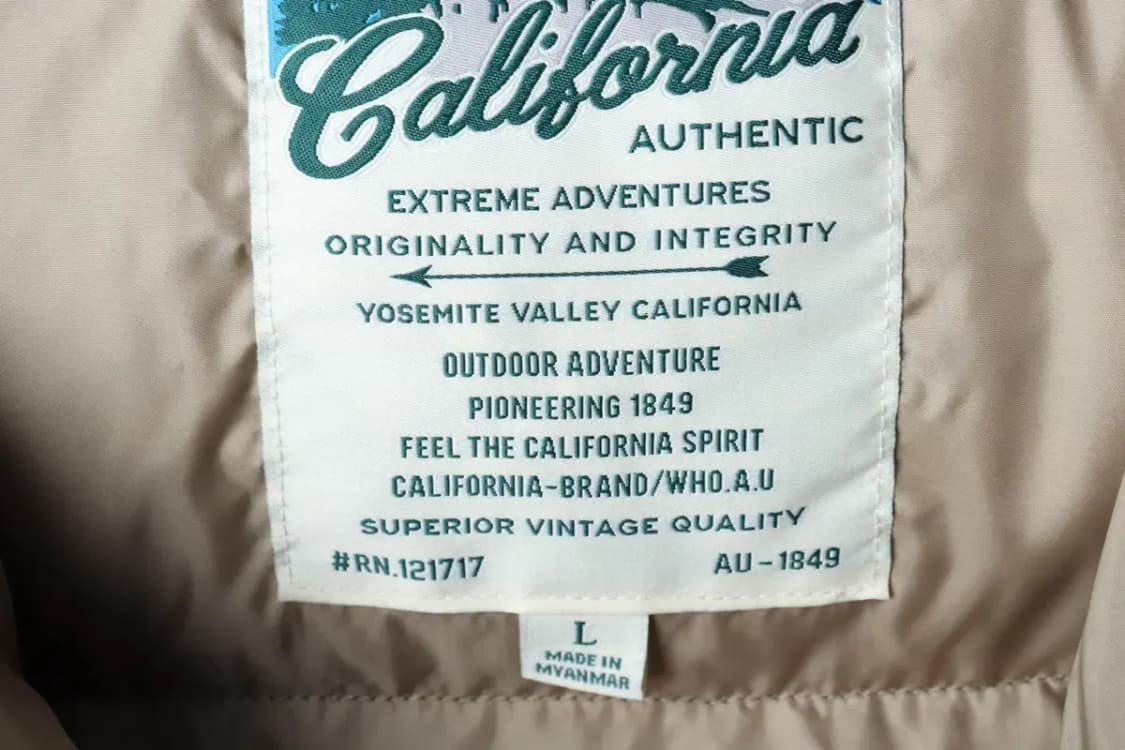 California
AUTHENTIC
EXTREME ADVENTURES
ORIGINALITY AND INTEGRITY
YOSEMITE VALLEY CALIFORNIA
OUTDOOR ADVENTURE
PIONEERING 1849
FEEL THE CALIFORNIA SPIRIT
CALIFORNIA-BRAND/WHO.A.U
SUPERIOR VINTAGE QUALITY
#RN.121717 AU-1849
L
MADE IN
MYANMAR